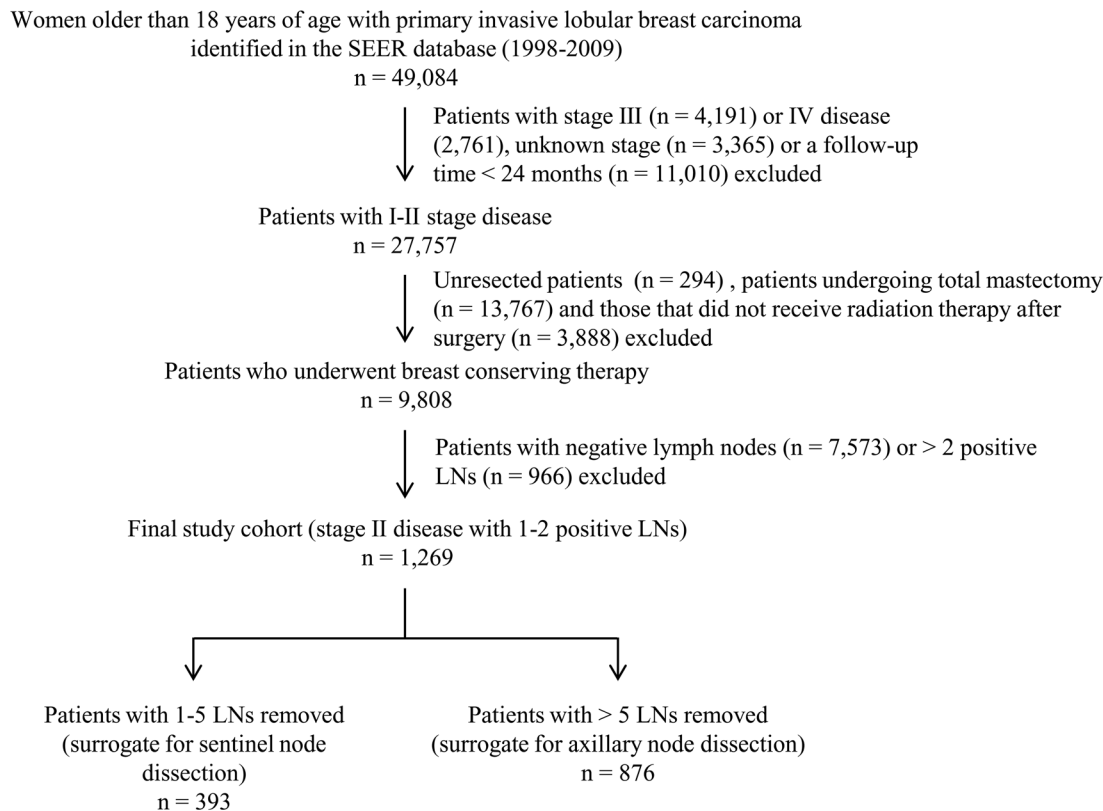 Women older than 18 years of age with primary invasive lobular breast carcinoma
identified in the SEER database (1998-2009)
n = 49,084
Patients with stage III (n = 4,191) or IV disease
(2,761), unknown stage (n = 3,365) or a follow-up
time < 24 months (n = 11,010) excluded
Patients with I-II stage disease
n = 27,757
Unresected patients (n = 294) , patients undergoing total mastectomy
(n = 13,767) and those that did not receive radiation therapy after
surgery (n = 3,888) excluded
Patients who underwent breast conserving therapy
n = 9,808
Patients with negative lymph nodes (n = 7,573) or > 2 positive
LNs (n = 966) excluded
Final study cohort (stage II disease with 1-2 positive LNs)
n = 1,269
Patients with 1-5 LNs removed
(surrogate for sentinel node
dissection)
n = 393
Patients with > 5 LNs removed
(surrogate for axillary node dissection)
n = 876